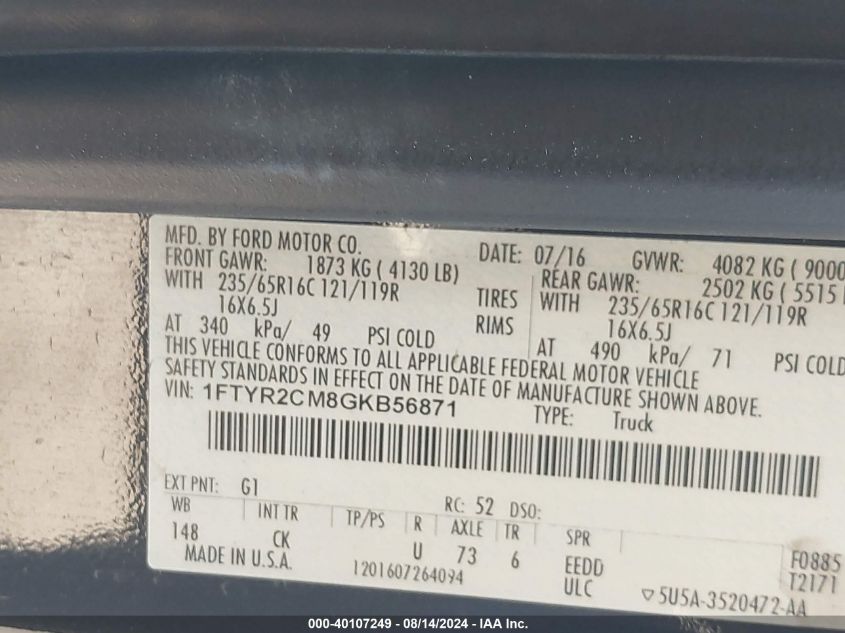 MFD. BY FORD MOTOR CO. DATE: 07/16 GVWR: 4082 KG ( 9000
FRONT GAWR: 1873 KG ( 4130 LB) REAR GAWR: 2502 KG ( 5515
WITH 235/65R16C 121/119R TIRES WITH 235/65R16C 121/119R
16X6.5J RIMS 16X6.5J
AT 340 kPa/ 49 PSI COLD AT 490 kPa/ 71 PSI COLD
THIS VEHICLE CONFORMS TO ALL APPLICABLE FEDERAL MOTOR VEHICLE
SAFETY STANDARDS IN EFFECT ON THE DATE OF MANUFACTURE SHOWN ABOVE.
VIN: 1FTYR2CM8GKB56871 TYPE: Truck
EXT PNT: G1 RC: 52 DSO:
WB INT TR TP/PS R AXLE TR SPR
148 CK U 73 6 EEDD F0885
MADE IN U.S.A. 1201607264094 ULC T2171
5U5A-3520472-AA
000-40107249 - 08/14/2024 - IAA Inc.